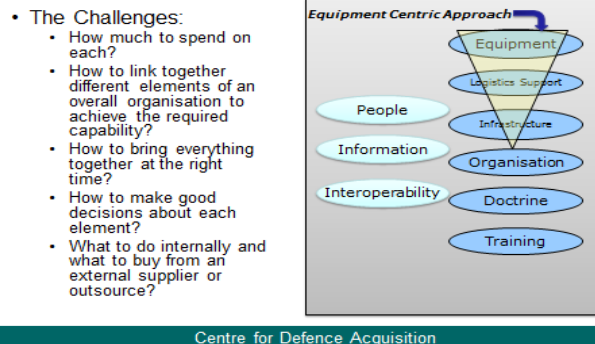 • The Challenges:
• How much to spend on
each?
• How to link together
different elements of an
overall organisation to
achieve the required
capability?
• How to bring everything
together at the right
time?
• How to make good
decisions about each
element?
• What to do internally and
what to buy from an
external supplier or
outsource?
Equipment Centric Approach
Equipment
Logistics Support
Infrastructure
Organisation
Doctrine
Training
People
Information
Interoperability
Centre for Defence Acquisition